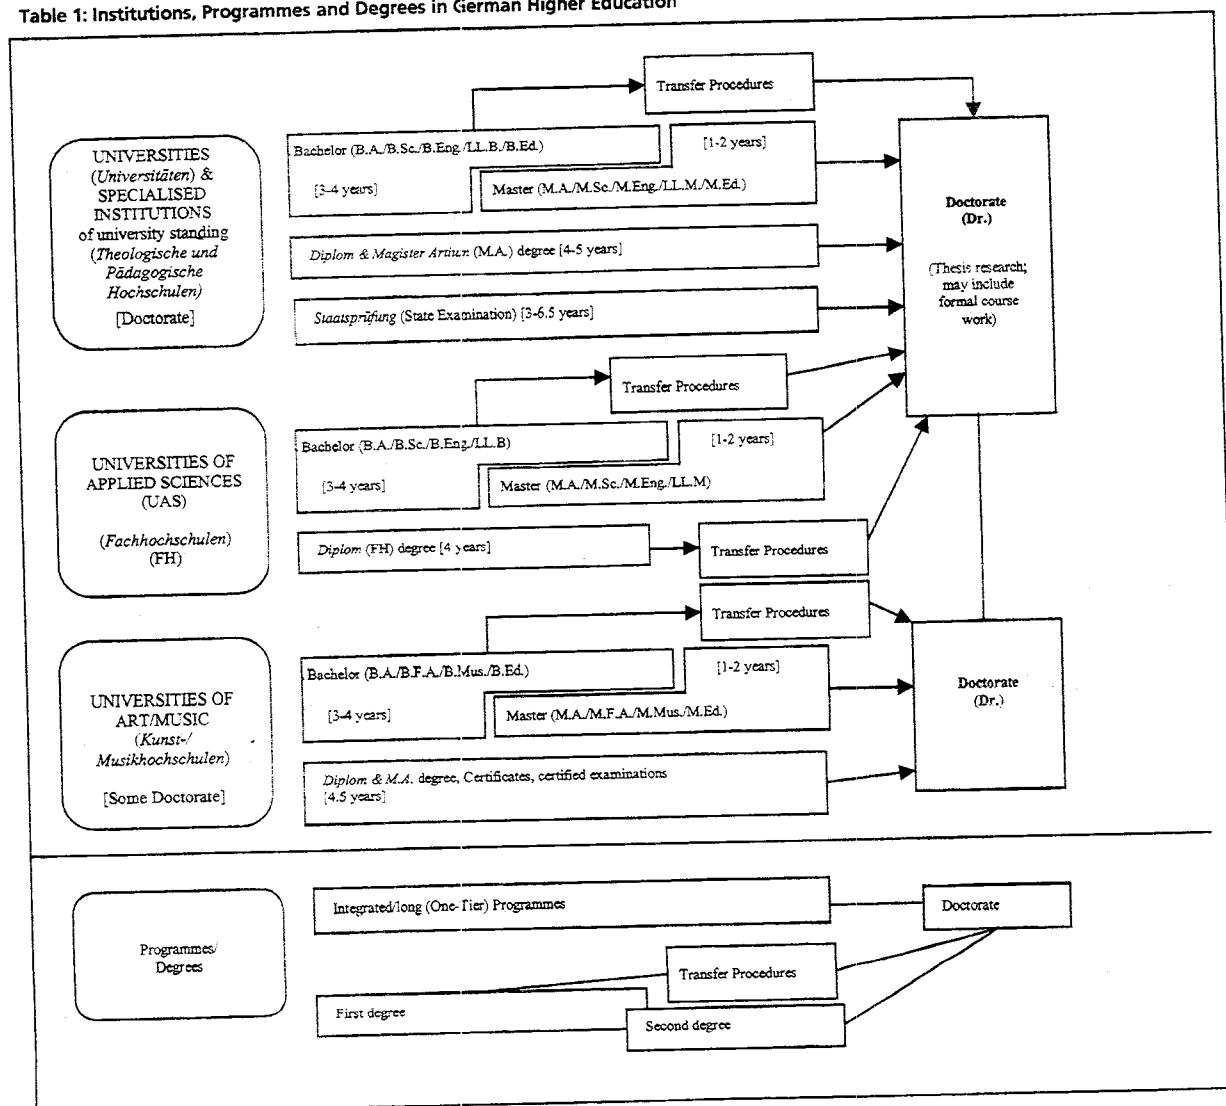 Table 1: Institutions, Programmes and Degrees in German Higher Education
UNIVERSITIES
(Universitäten) &
SPECIALISED
INSTITUTIONS
of university standing
(Theologische und
Pädagogische
Hochschulen)
[Doctorate]
Transfer Procedures
Bachelor (B.A./B.Sc./B.Eng./LL.B./B.Ed.)
[3-4 years]
[1-2 years]
Master (M.A./M.Sc./M.Eng./LL.M./M.Ed.)
Diplom & Magister Artium (M.A.) degree [4-5 years]
Staatsprüfung (State Examination) [3-6.5 years]
Doctorate
(Dr.)
(Thesis research;
may include
formal course
work)
UNIVERSITIES OF
APPLIED SCIENCES
(UAS)
(Fachhochschulen)
(FH)
Transfer Procedures
Bachelor (B.A./B.Sc./B.Eng./LL.B)
[3-4 years]
[1-2 years]
Master (M.A./M.Sc./M.Eng./LL.M)
Diplom (FH) degree [4 years]
Transfer Procedures
UNIVERSITIES OF
ART/MUSIC
(Kunst-/
Musikhochschulen)
[Some Doctorate]
Transfer Procedures
Bachelor (B.A./B.F.A./B.Mus./B.Ed.)
[3-4 years]
[1-2 years]
Master (M.A./M.F.A./M.Mus./M.Ed.)
Diplom & M.A. degree, Certificates, certified examinations
[4.5 years]
Doctorate
(Dr.)
Programmes/
Degrees
Integrated/long (One-Tier) Programmes
Doctorate
Transfer Procedures
First degree
Second degree